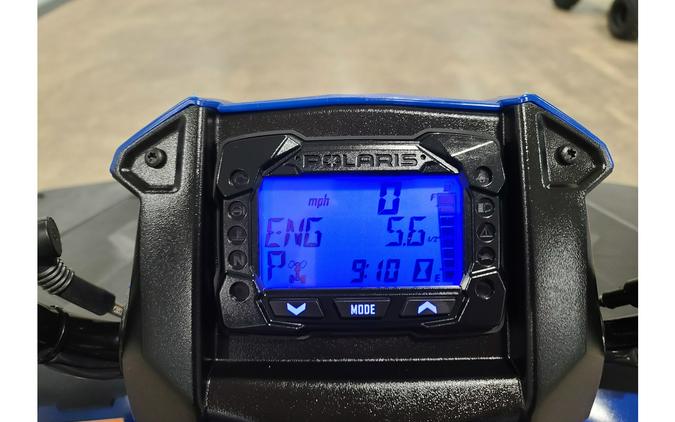 POLARIS
mph 0 F
ENG 5.6
P 9:10 E
MODE